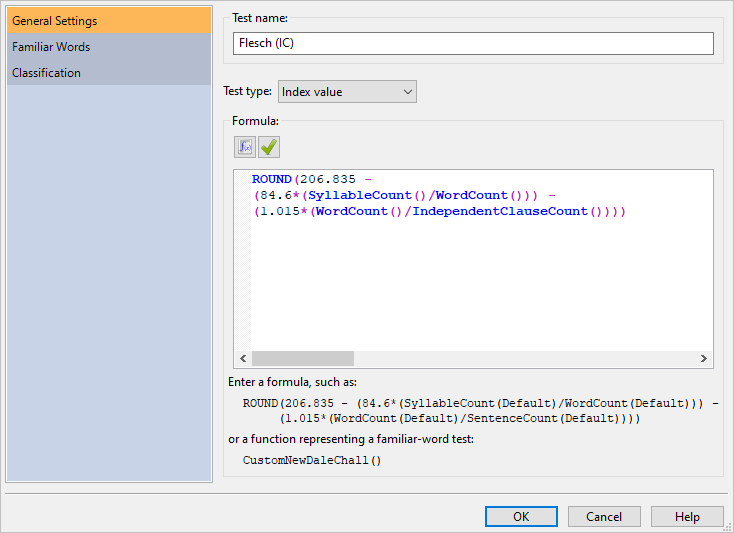 General Settings
Familiar Words
Classification
Test name:
Flesch (IC)
Test type:
Index value
Formula:
f(x)
ROUND(206.835 -
(84.6*(SyllableCount()/WordCount())) -
(1.015*(WordCount()/IndependentClauseCount())))
Enter a formula, such as:
ROUND(206.835 - (84.6*(SyllableCount(Default)/WordCount(Default))) -
(1.015*(WordCount(Default)/SentenceCount(Default))))
or a function representing a familiar-word test:
CustomNewDaleChall()
OK
Cancel
Help